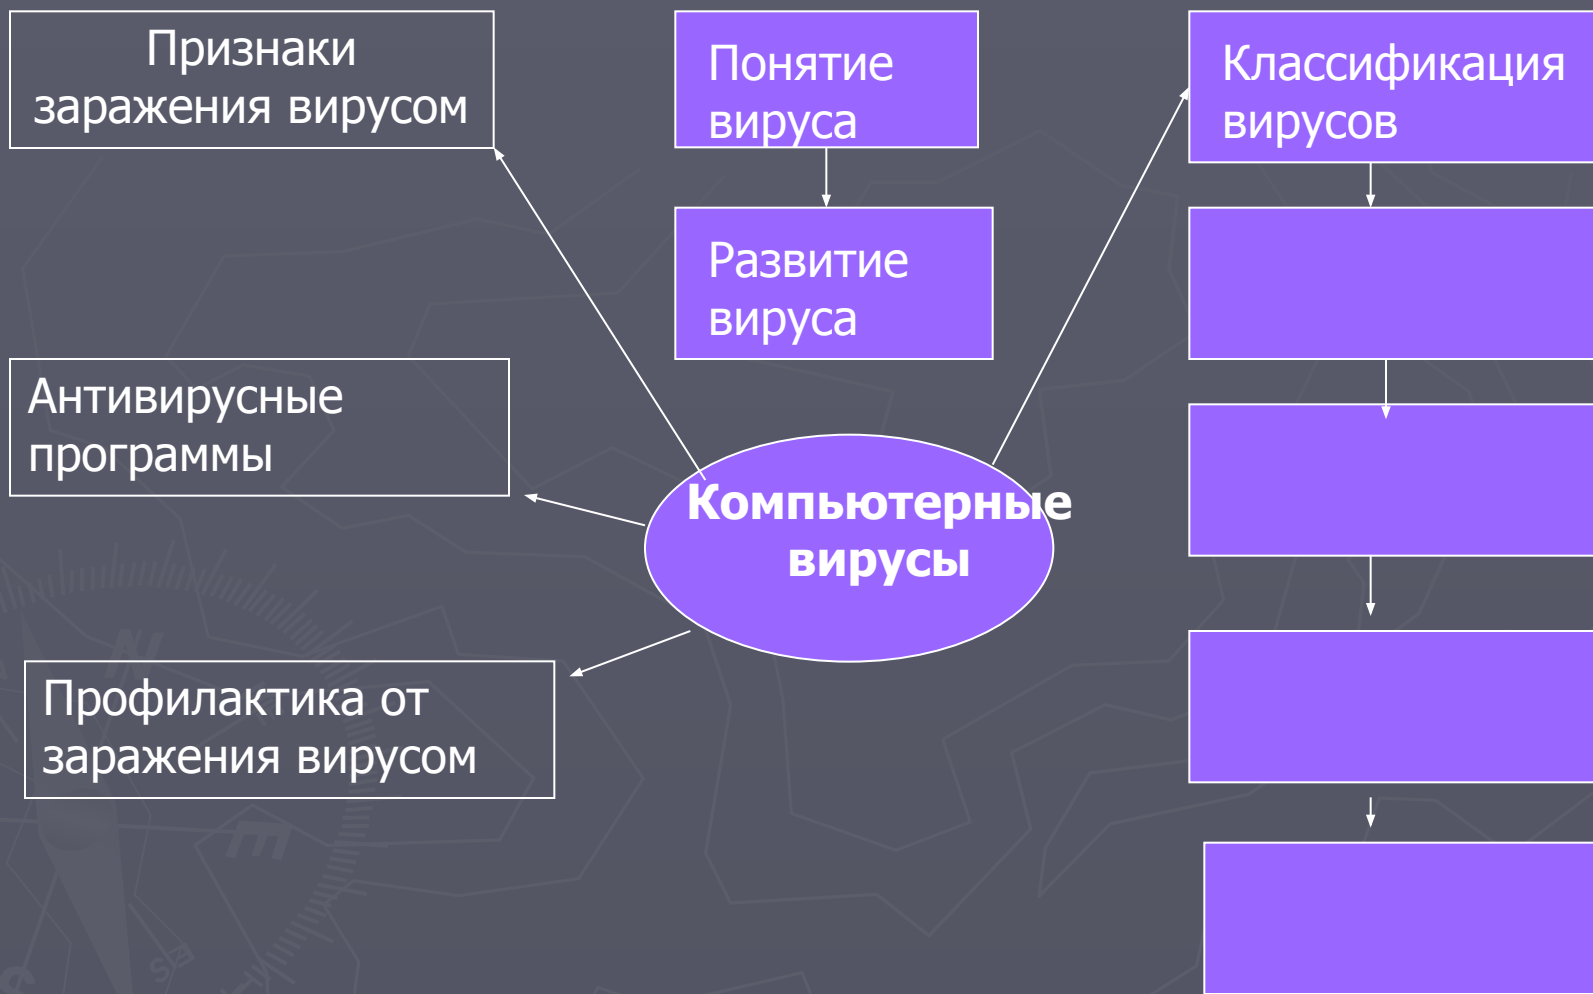 Признаки
заражения вирусом
Понятие
вируса
Классификация
вирусов
Развитие
вируса
Антивирусные
программы
Компьютерные
вирусы
Профилактика от
заражения вирусом
N
E
S
S